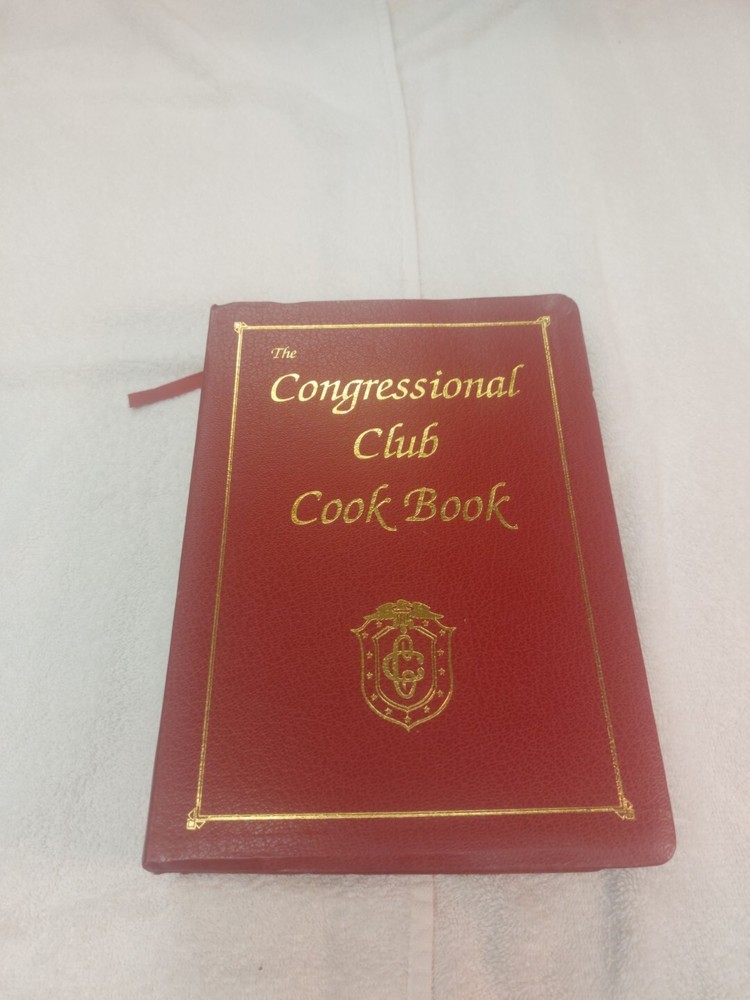 The
Congressional
Club
Cook Book